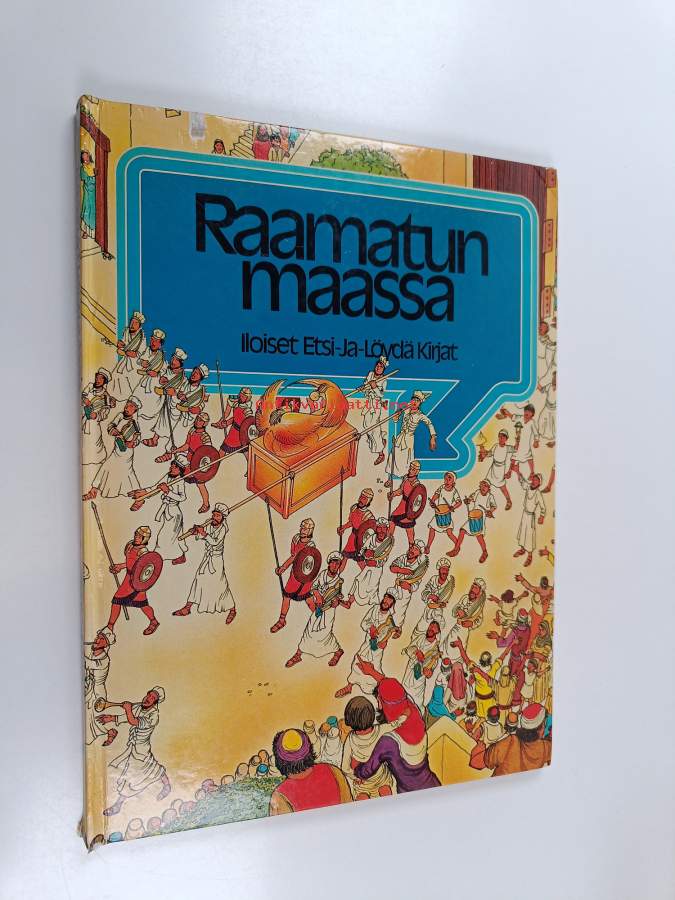 Raamatun
maassa
Iloiset Etsi-Ja-Löydä Kirjat